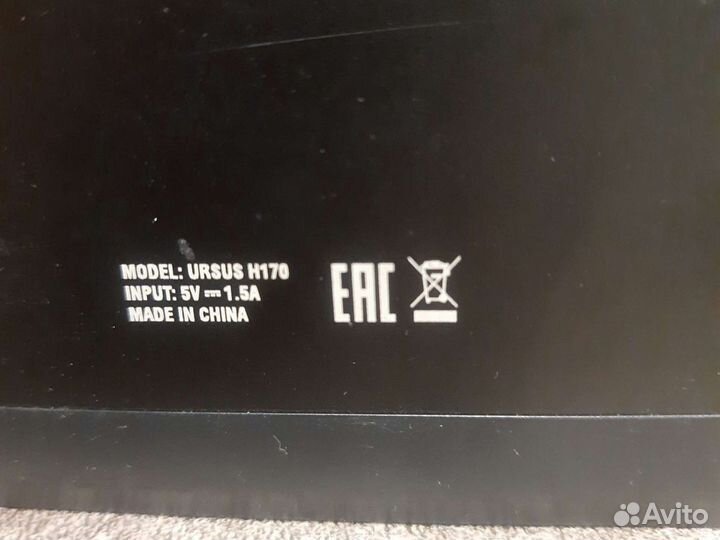 MODEL: URSUS H170
INPUT: 5V ⎓ 1.5A
MADE IN CHINA
EAC
Avito